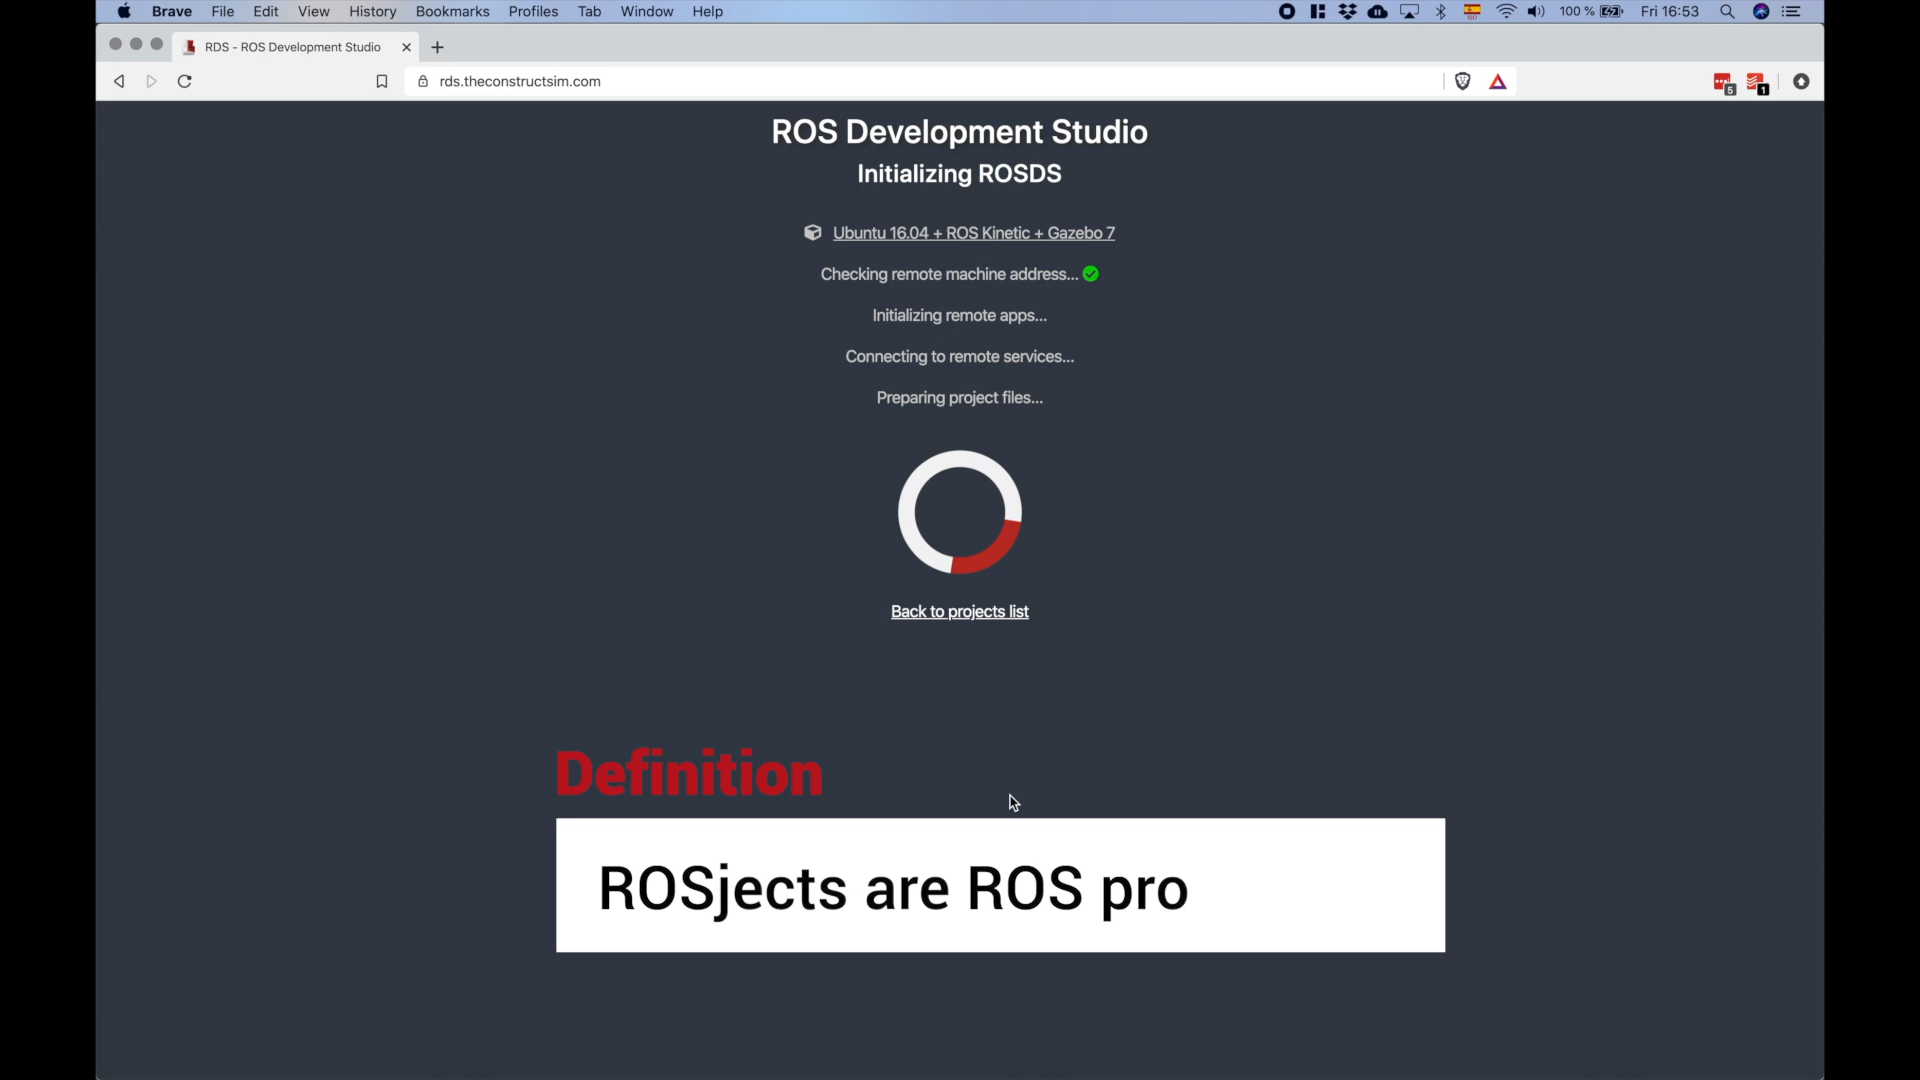 Brave File Edit View History Bookmarks Profiles Tab Window Help 100 % Fri 16:53
RDS - ROS Development Studio
rds.theconstructsim.com 5 1
ROS Development Studio
Initializing ROSDS
Ubuntu 16.04 + ROS Kinetic + Gazebo 7
Checking remote machine address...
Initializing remote apps...
Connecting to remote services...
Preparing project files...
Back to projects list
Definition
ROSjects are ROS pro